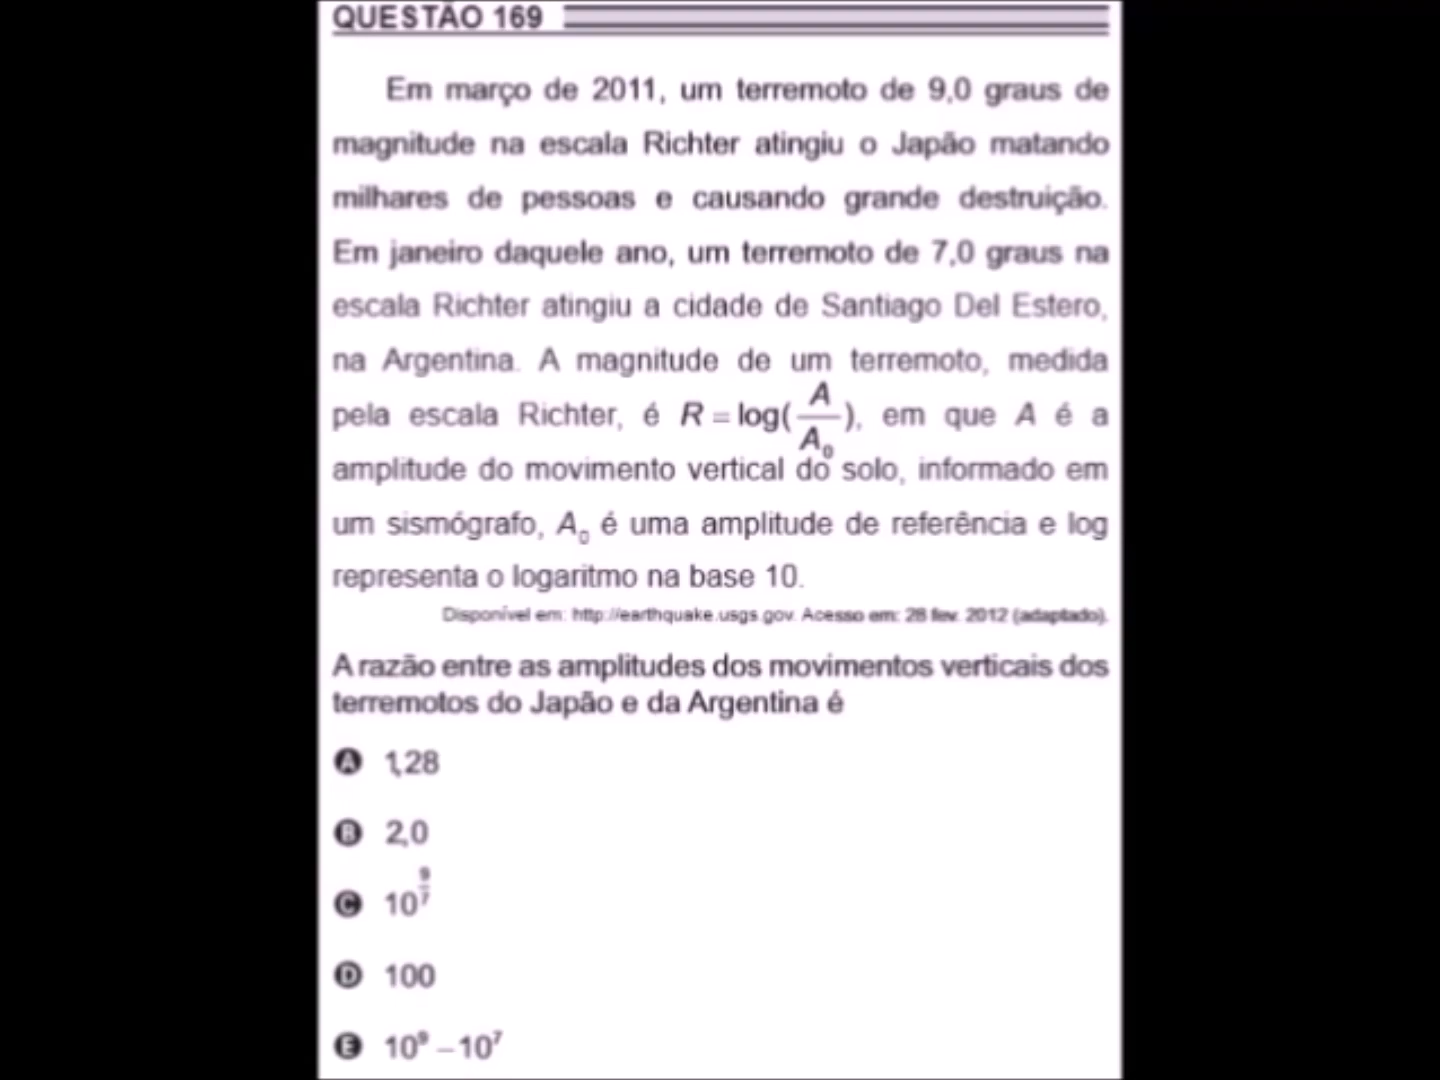 QUESTÃO 169
Em março de 2011, um terremoto de 9,0 graus de
magnitude na escala Richter atingiu o Japão matando
milhares de pessoas e causando grande destruição.
Em janeiro daquele ano, um terremoto de 7,0 graus na
escala Richter atingiu a cidade de Santiago Del Estero,
na Argentina. A magnitude de um terremoto, medida
pela escala Richter, é R = log(A/A₀), em que A é a
amplitude do movimento vertical do solo, informado em
um sismógrafo, A₀ é uma amplitude de referência e log
representa o logaritmo na base 10.
Disponível em: http://earthquake.usgs.gov. Acesso em: 28 fev. 2012 (adaptado).
A razão entre as amplitudes dos movimentos verticais dos
terremotos do Japão e da Argentina é
A 1,28
B 2,0
C 10^(9/7)
D 100
E 10⁹ – 10⁷